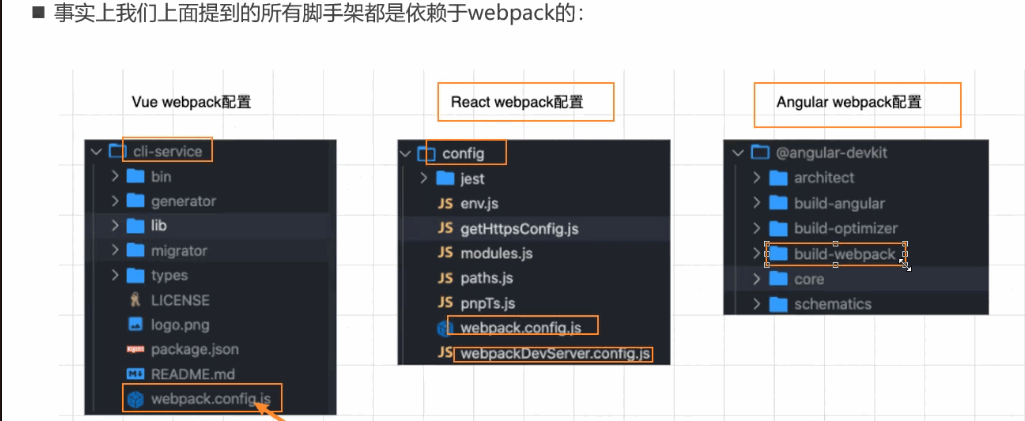 事实上我们上面提到的所有脚手架都是依赖于webpack的：
Vue webpack配置
cli-service
bin
generator
lib
migrator
types
LICENSE
logo.png
package.json
README.md
webpack.config.js
React webpack配置
config
jest
JS env.js
JS getHttpsConfig.js
JS modules.js
JS paths.js
JS pnpTs.js
webpack.config.js
JS webpackDevServer.config.js
Angular webpack配置
@angular-devkit
architect
build-angular
build-optimizer
build-webpack
core
schematics